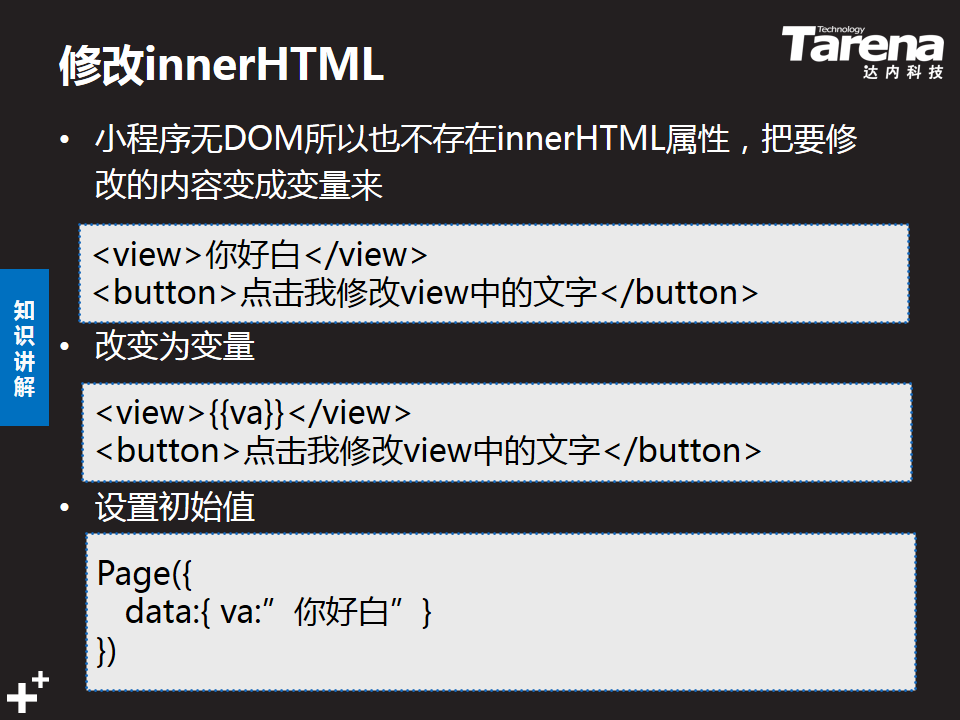 修改innerHTML
Technology
Tarena
达内科技
• 小程序无DOM所以也不存在innerHTML属性，把要修
改的内容变成变量来
<view>你好白</view>
<button>点击我修改view中的文字</button>
知识讲解
• 改变为变量
<view>{{va}}</view>
<button>点击我修改view中的文字</button>
• 设置初始值
Page({
data:{ va:”你好白”}
})